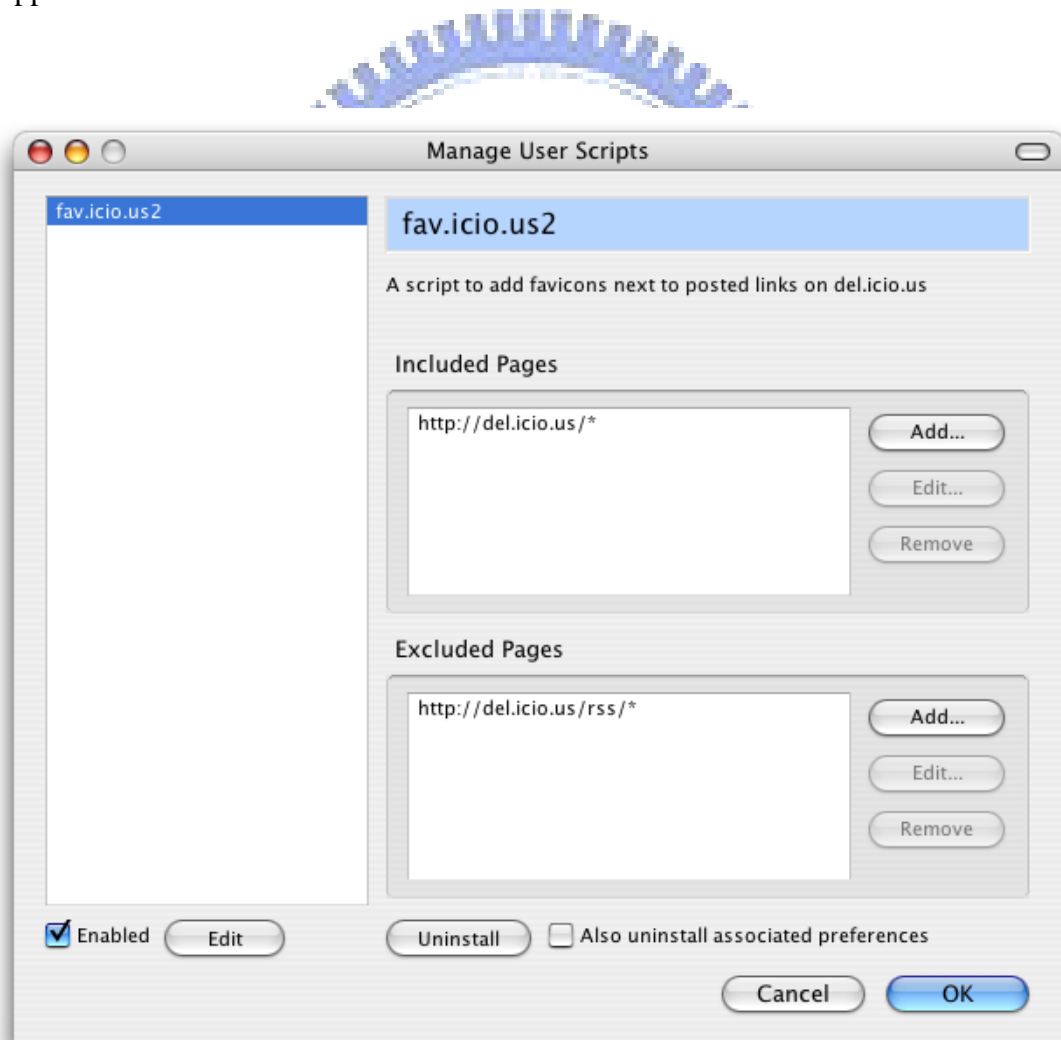 Manage User Scripts
fav.icio.us2
fav.icio.us2
A script to add favicons next to posted links on del.icio.us
Included Pages
http://del.icio.us/*
Add...
Edit...
Remove
Excluded Pages
http://del.icio.us/rss/*
Add...
Edit...
Remove
Enabled
Edit
Uninstall
Also uninstall associated preferences
Cancel
OK